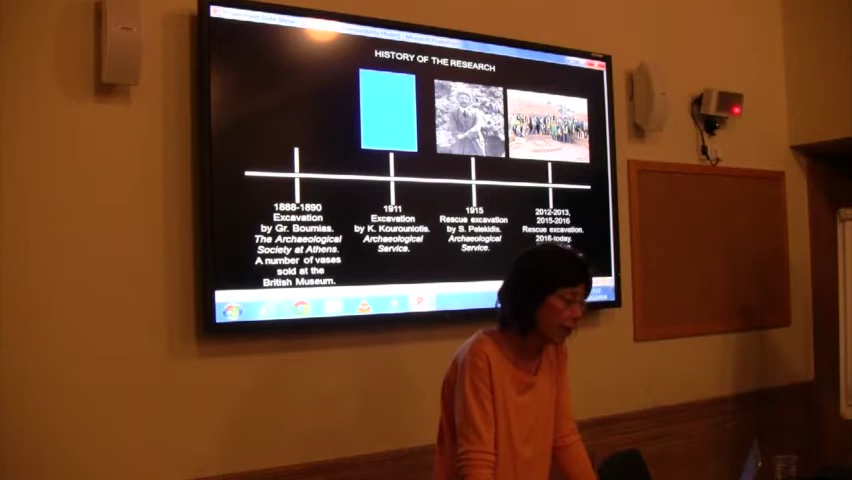 HISTORY OF THE RESEARCH
1888-1890
Excavation
by Gr. Boumias.
The Archaeological
Society at Athens.
A number of vases
sold at the
British Museum.
1911
Excavation
by K. Kourouniotis.
Archaeological
Service.
1915
Rescue excavation
by S. Pelekidis.
Archaeological
Service.
2012-2013,
2015-2016
Rescue excavation.
2016-today.